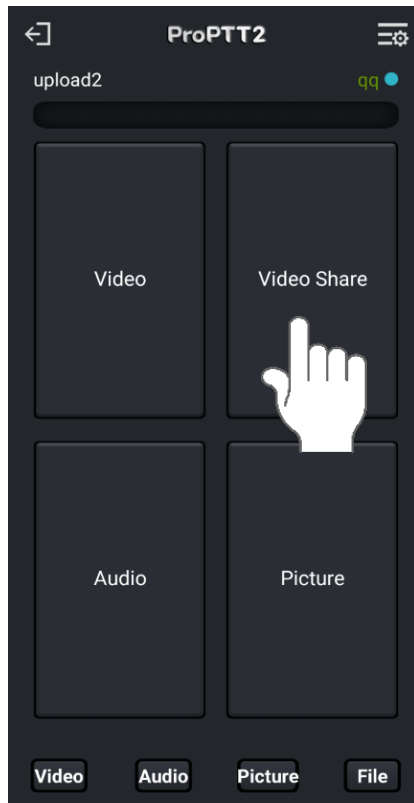 ProPTT2
upload2 qq
Video Video Share
Audio Picture
Video Audio Picture File